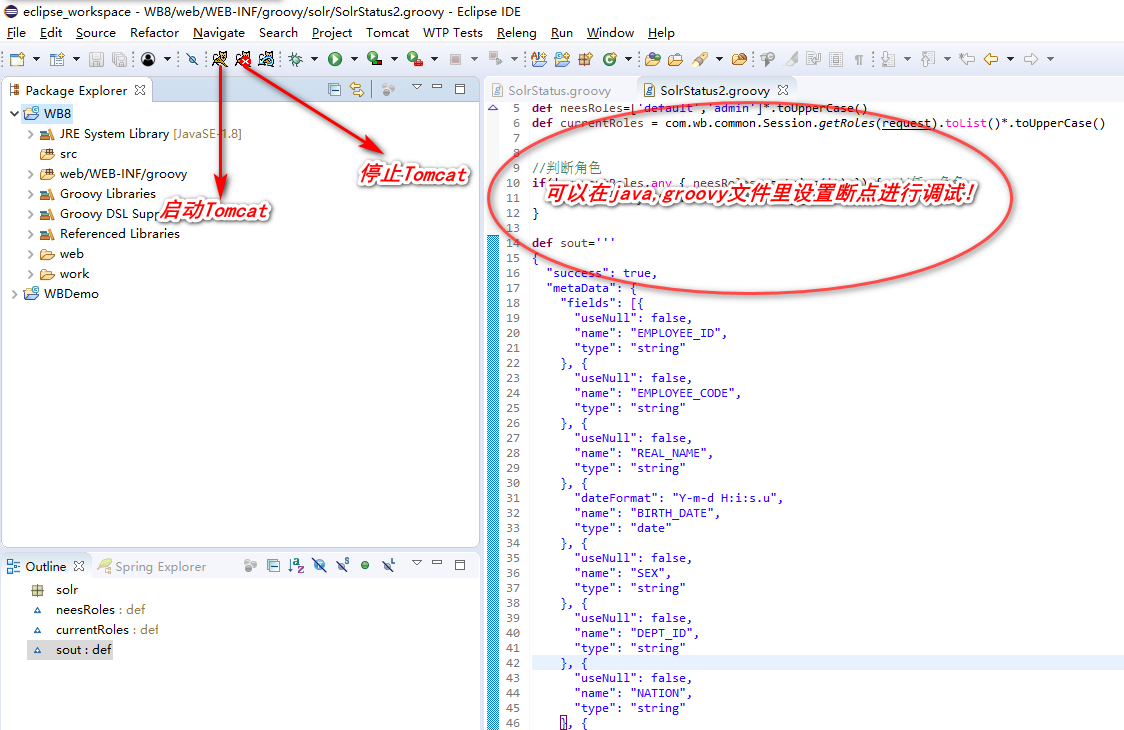 eclipse_workspace - WB8/web/WEB-INF/groovy/solr/SolrStatus2.groovy - Eclipse IDE
File Edit Source Refactor Navigate Search Project Tomcat WTP Tests Releng Run Window Help
Package Explorer
WB8
JRE System Library [JavaSE-1.8]
src
web/WEB-INF/groovy
Groovy Libraries
Groovy DSL Supp
Referenced Libraries
web
work
WBDemo
启动Tomcat
停止Tomcat
Outline Spring Explorer
solr
neesRoles : def
currentRoles : def
sout : def
SolrStatus.groovy SolrStatus2.groovy
5 def neesRoles=['default','admin']*.toUpperCase()
6 def currentRoles = com.wb.common.Session.getRoles(request).toList()*.toUpperCase()
7
8
9 //判断角色
10 if
可以在java,groovy文件里设置断点进行调试！
11
12 }
13
14 def sout='''
15 {
16 "success": true,
17 "metaData": {
18 "fields": [{
19 "useNull": false,
20 "name": "EMPLOYEE_ID",
21 "type": "string"
22 }, {
23 "useNull": false,
24 "name": "EMPLOYEE_CODE",
25 "type": "string"
26 }, {
27 "useNull": false,
28 "name": "REAL_NAME",
29 "type": "string"
30 }, {
31 "dateFormat": "Y-m-d H:i:s.u",
32 "name": "BIRTH_DATE",
33 "type": "date"
34 }, {
35 "useNull": false,
36 "name": "SEX",
37 "type": "string"
38 }, {
39 "useNull": false,
40 "name": "DEPT_ID",
41 "type": "string"
42 }, {
43 "useNull": false,
44 "name": "NATION",
45 "type": "string"
46 }, {